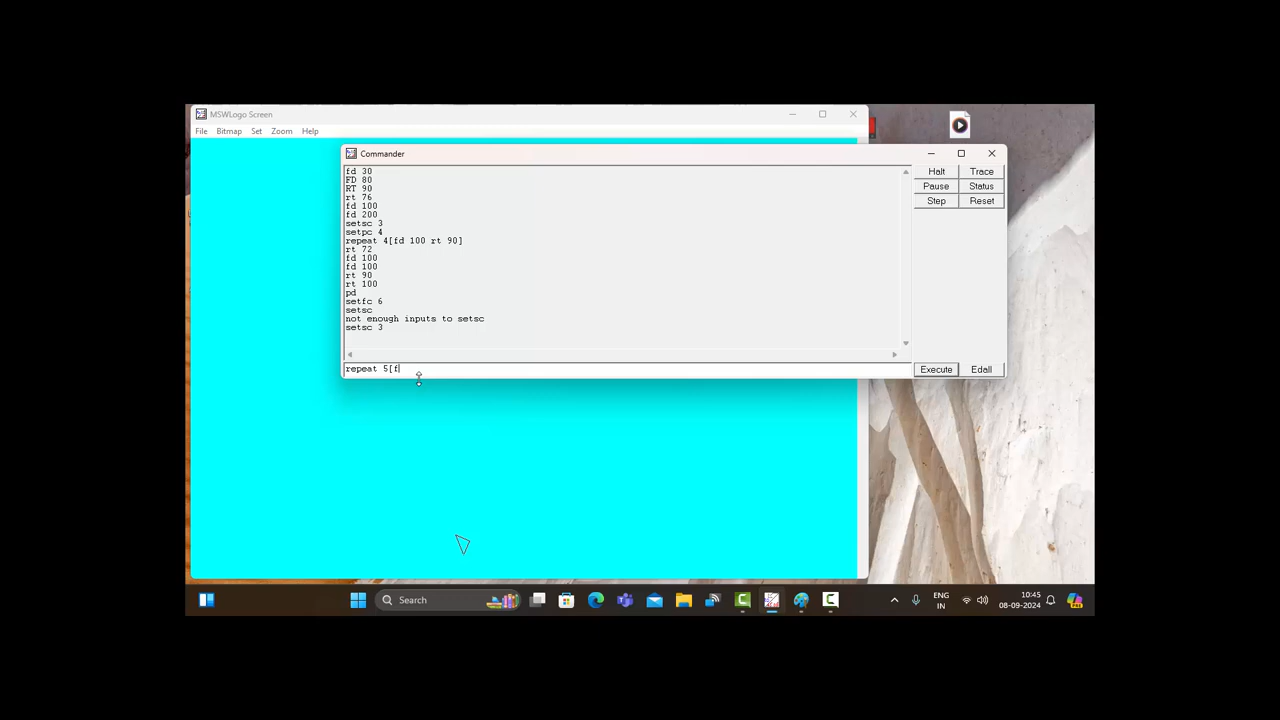 MSWLogo Screen
File Bitmap Set Zoom Help
Commander
fd 30
FD 80
RT 90
rt 76
fd 100
fd 200
setsc 3
setpc 4
repeat 4[fd 100 rt 90]
rt 72
fd 100
fd 100
rt 90
rt 100
pd
setfc 6
setsc
not enough inputs to setsc
setsc 3
Halt Trace
Pause Status
Step Reset
repeat 5[f
Execute Edall
Search
ENG
IN
10:45
08-09-2024